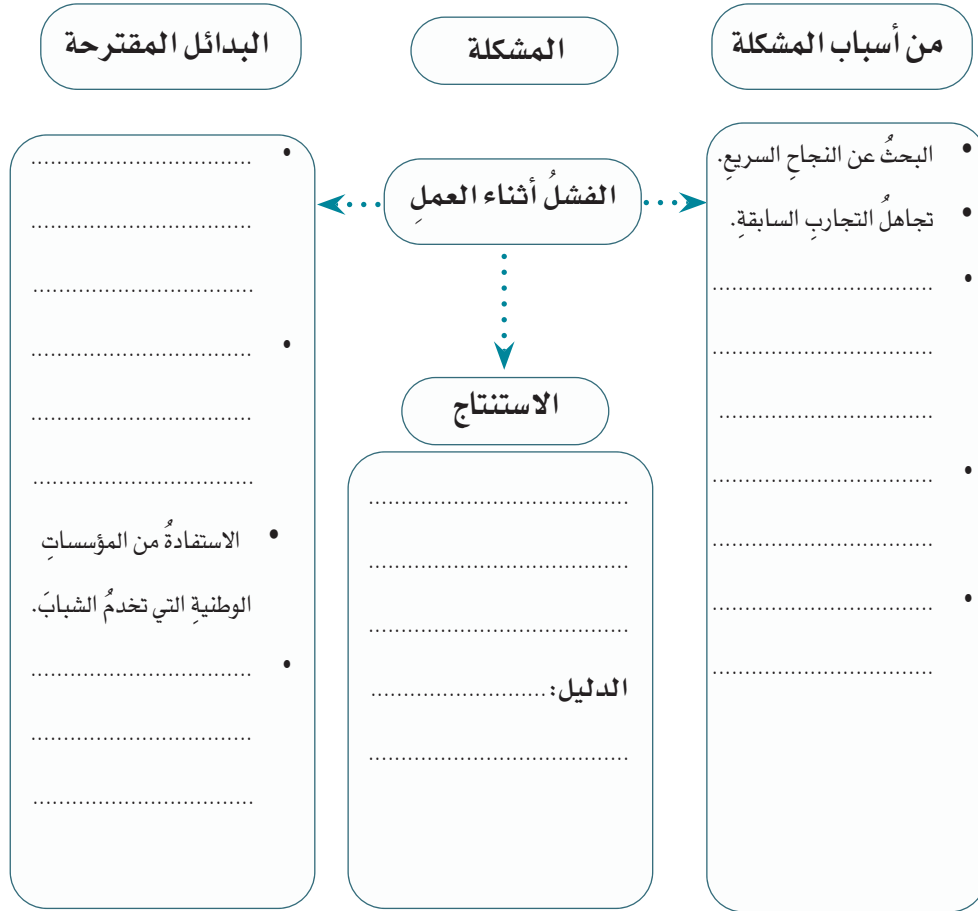 من أسباب المشكلة
المشكلة
البدائل المقترحة
• البحثُ عن النجاحِ السريعِ.
• تجاهلُ التجاربِ السابقةِ.
• ..................................
..................................
.................................
• ..................................
..................................
• ..................................
..................................
الفشلُ أثناء العملِ
الاستنتاج
........................................
........................................
........................................
الدليل: ...........................
........................................
• ..................................
..................................
..................................
• ..................................
..................................
..................................
• الاستفادةُ من المؤسساتِ
الوطنيةِ التي تخدمُ الشبابَ.
• ..................................
..................................
..................................